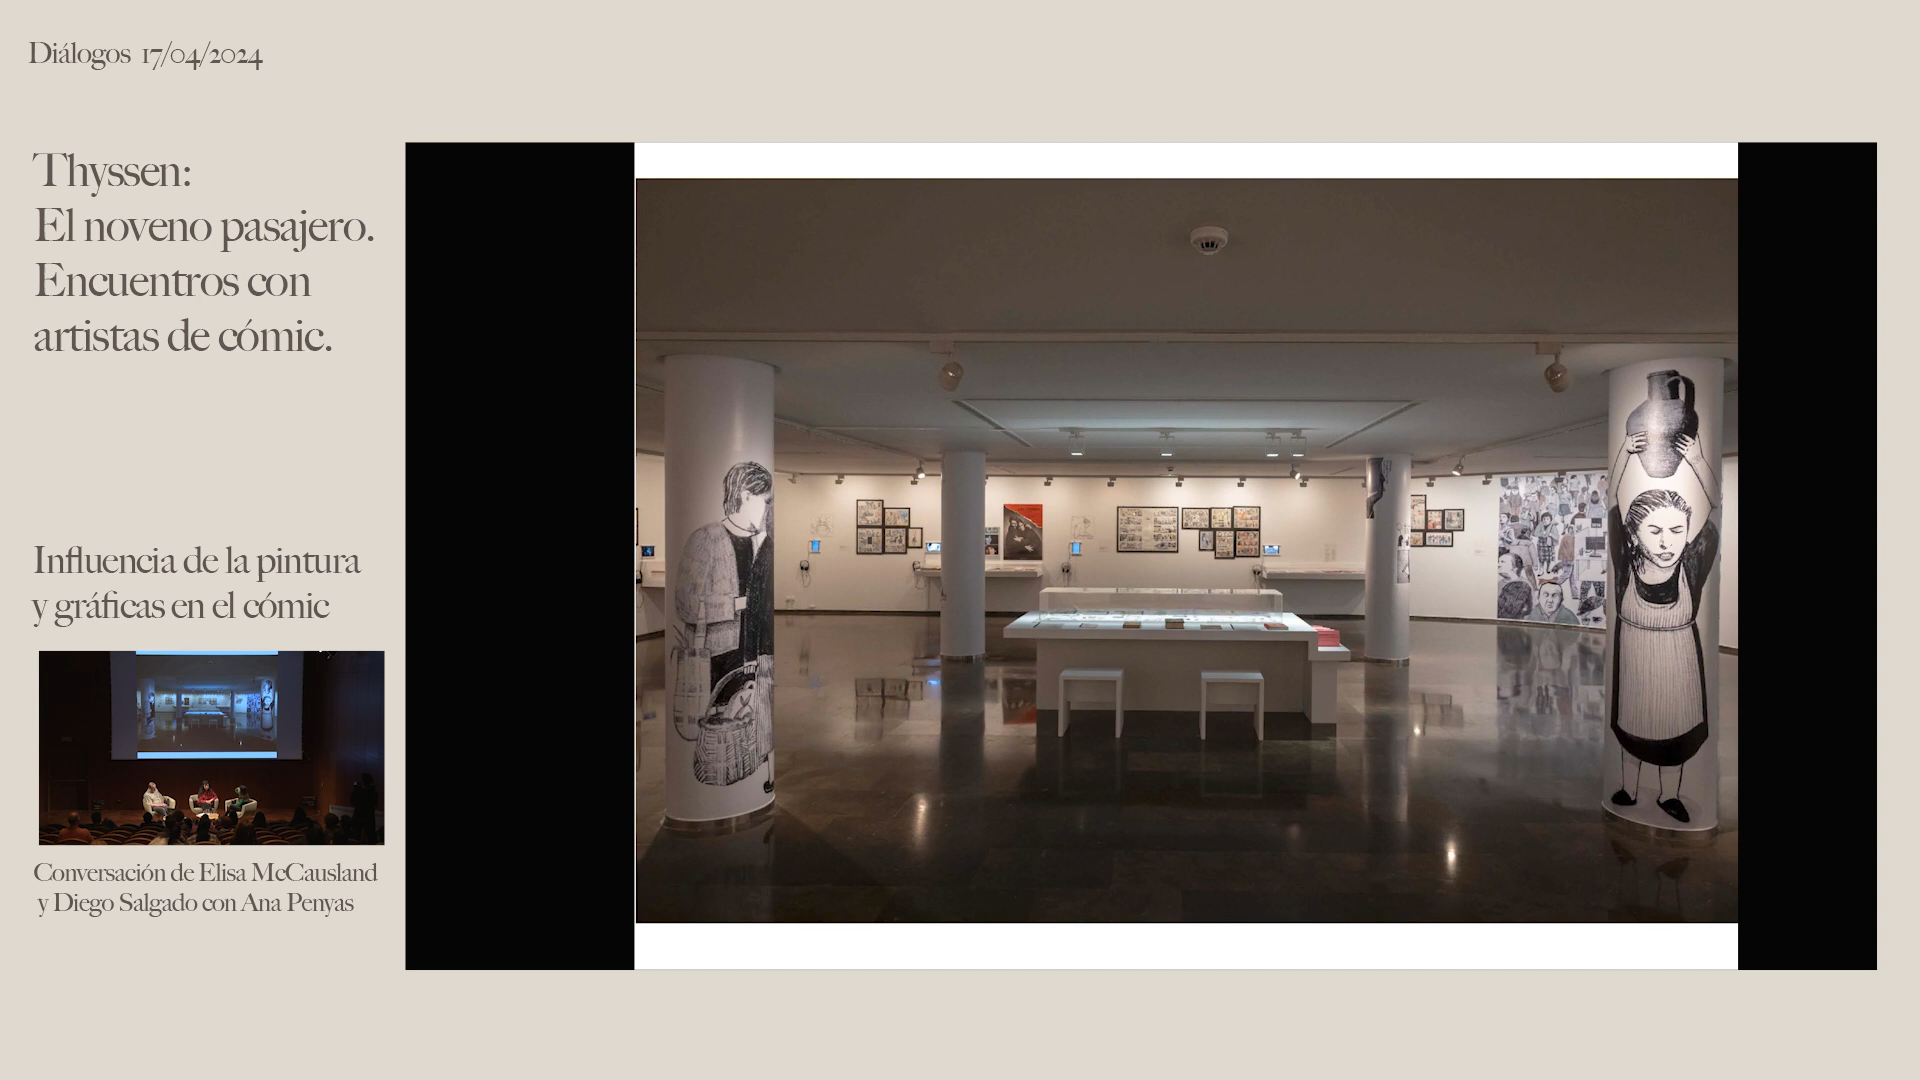 Diálogos 17/04/2024
Thyssen:
El noveno pasajero.
Encuentros con
artistas de cómic.
Influencia de la pintura
y gráficas en el cómic
Conversación de Elisa McCausland
y Diego Salgado con Ana Penyas